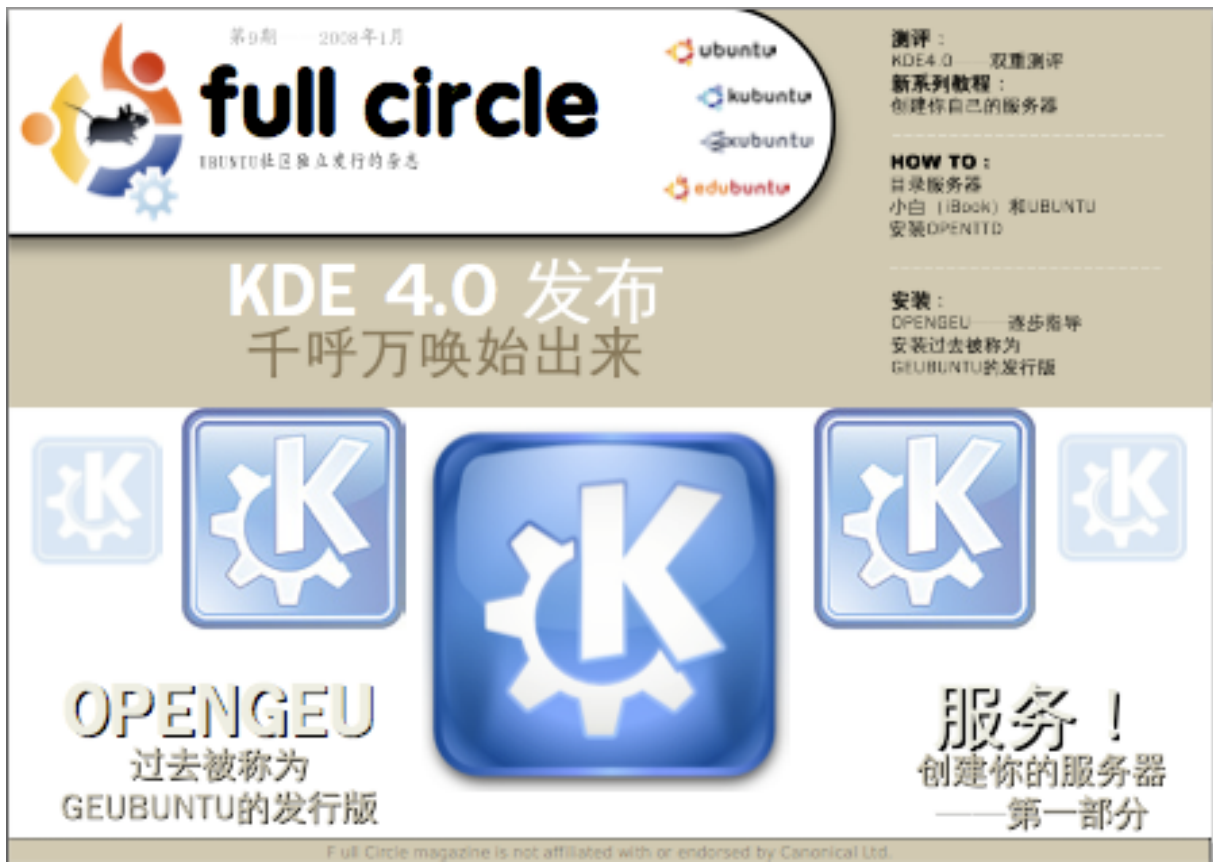 第9期——2008年1月
full circle
UBUNTU社区独立发行的杂志
ubuntu
kubuntu
xubuntu
edubuntu
测评：
KDE4.0——双重测评
新系列教程：
创建你自己的服务器
HOW TO：
目录服务器
小白（iBook）和UBUNTU
安装OPENTTD
安装：
OPENGEU——逐步指导
安装过去被称为
GEUBUNTU的发行版
KDE 4.0 发布
千呼万唤始出来
OPENGEU
过去被称为
GEUBUNTU的发行版
服务！
创建你的服务器
——第一部分
Full Circle magazine is not affiliated with or endorsed by Canonical Ltd.